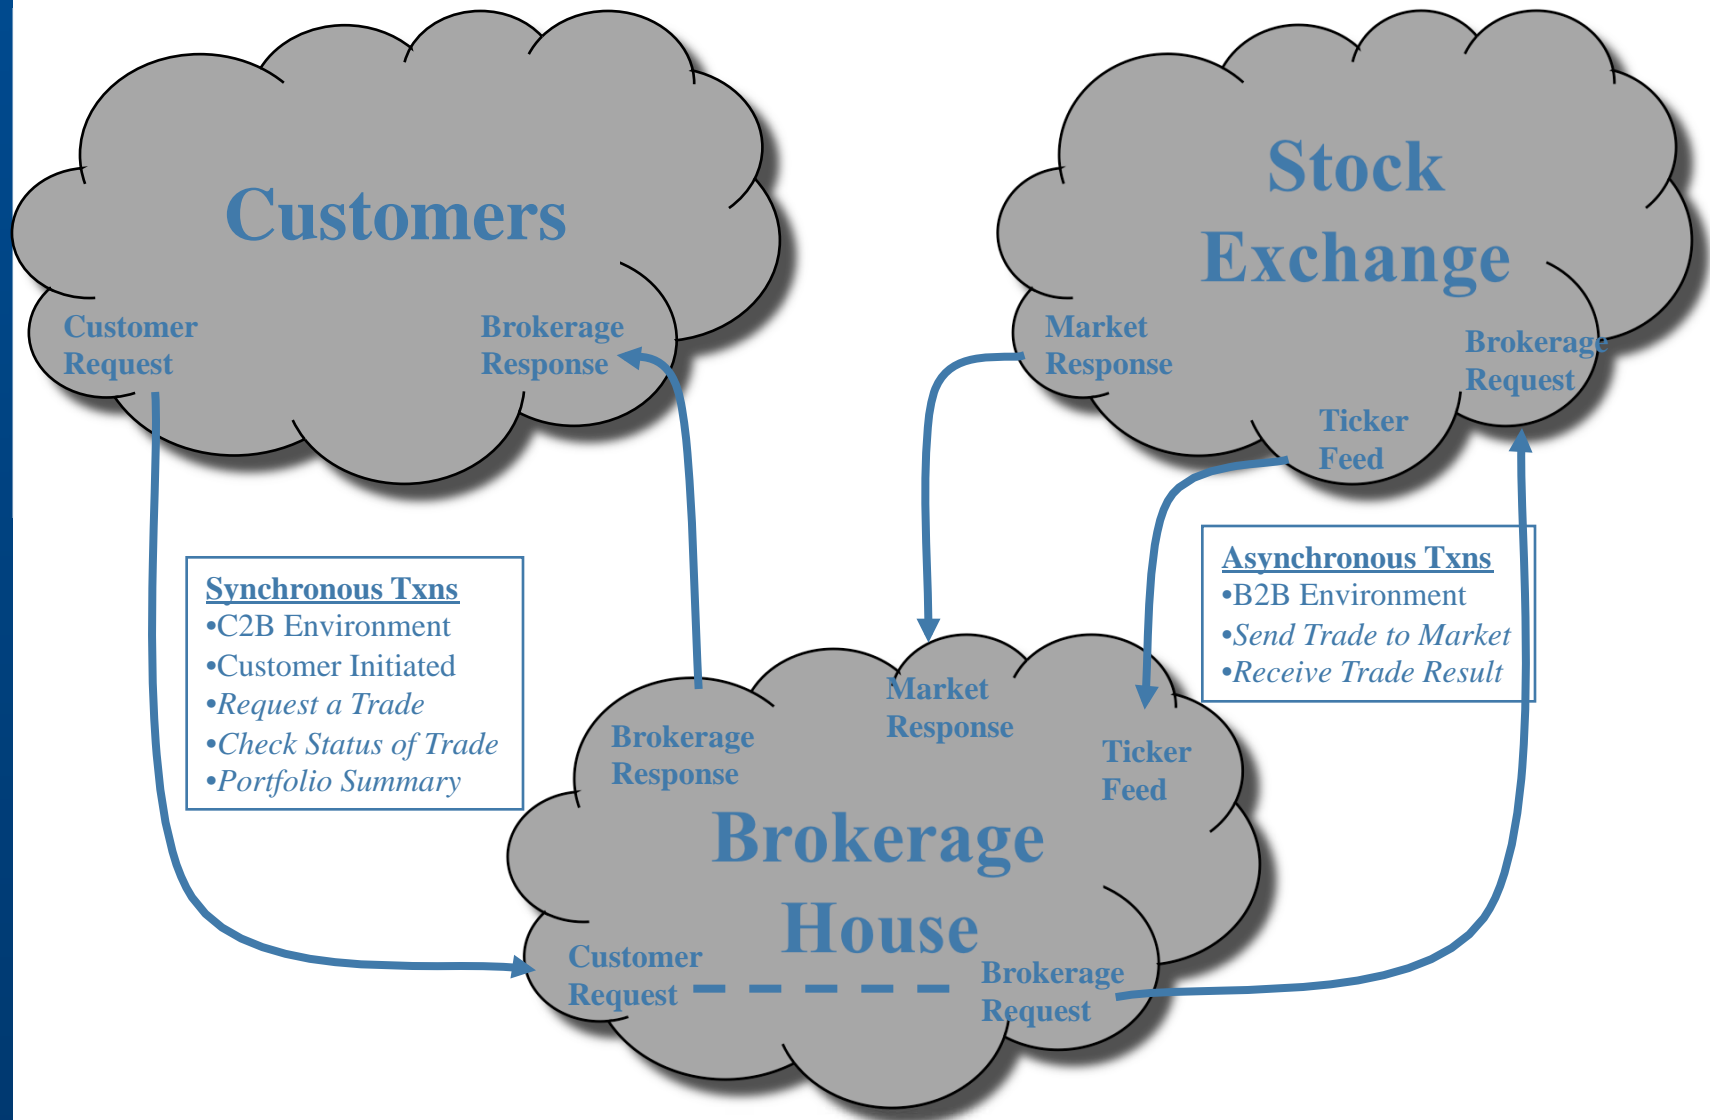 Customers
Customer
Request
Brokerage
Response
Stock
Exchange
Market
Response
Brokerage
Request
Ticker
Feed
Synchronous Txns
•C2B Environment
•Customer Initiated
•Request a Trade
•Check Status of Trade
•Portfolio Summary
Asynchronous Txns
•B2B Environment
•Send Trade to Market
•Receive Trade Result
Brokerage
Response
Market
Response
Ticker
Feed
Brokerage
House
Customer
Request
Brokerage
Request